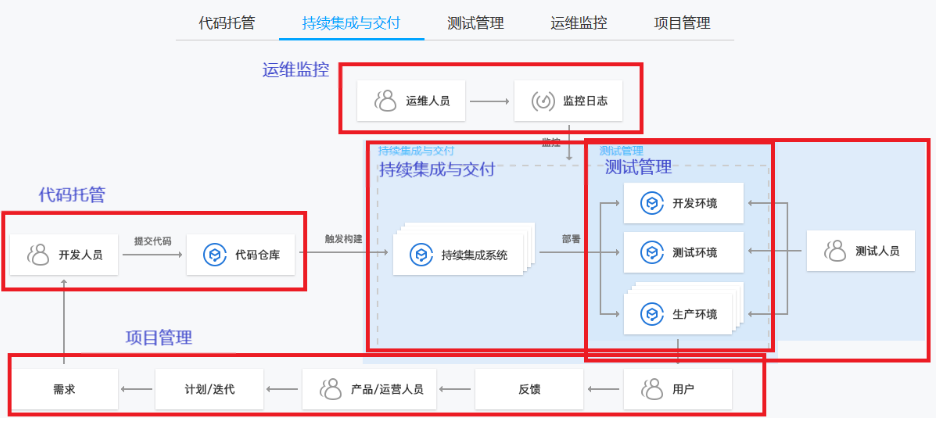 代码托管 持续集成与交付 测试管理 运维监控 项目管理
运维监控
运维人员 监控日志
监控
持续集成与交付 测试管理
持续集成与交付 测试管理
代码托管
开发环境
开发人员 提交代码 代码仓库 触发构建 持续集成系统 部署 测试环境 测试人员
生产环境
项目管理
需求 计划/迭代 产品/运营人员 反馈 用户